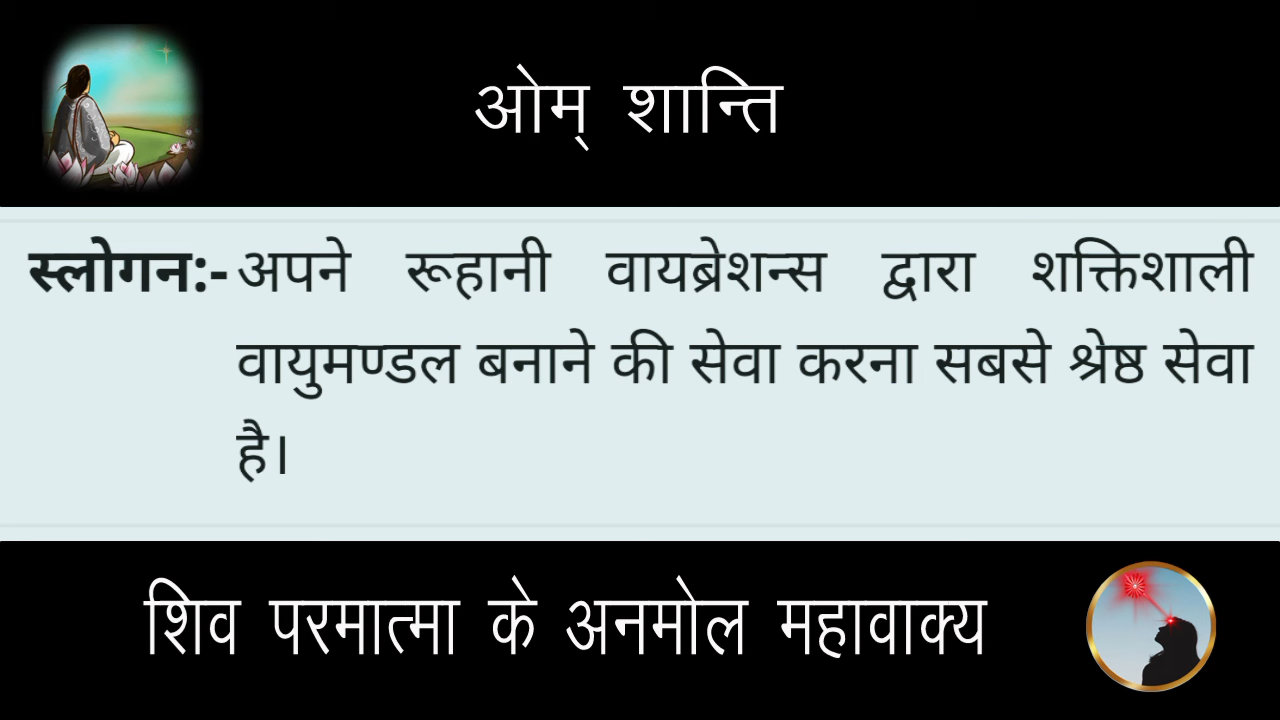 ओम् शान्ति
स्लोगन:- अपने रूहानी वायब्रेशन्स द्वारा शक्तिशाली
वायुमण्डल बनाने की सेवा करना सबसे श्रेष्ठ सेवा
है।
शिव परमात्मा के अनमोल महावाक्य